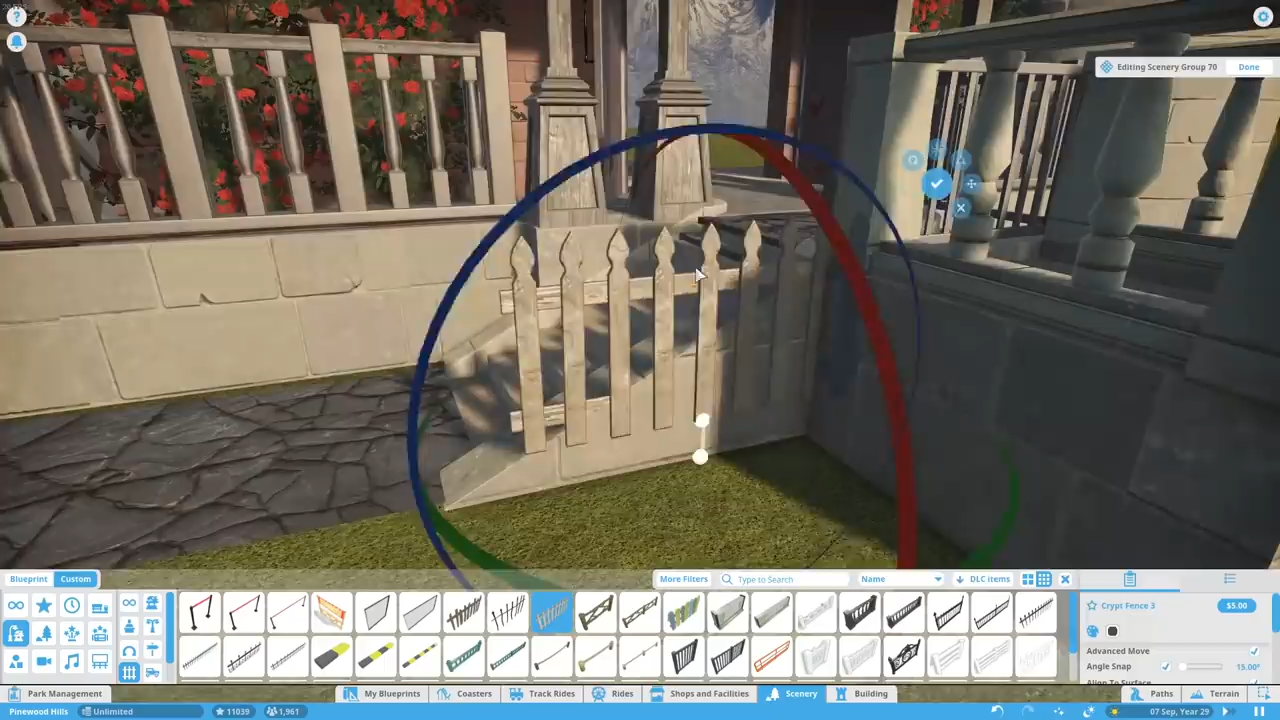 ?
Editing Scenery Group 70 Done
Blueprint Custom More Filters Type to Search Name DLC items
Crypt Fence 3 $5.00
Advanced Move
Angle Snap 15.00°
Park Management My Blueprints Coasters Track Rides Rides Shops and Facilities Scenery Building Paths Terrain
Pinewood Hills Unlimited 11039 1,961 07 Sep, Year 29